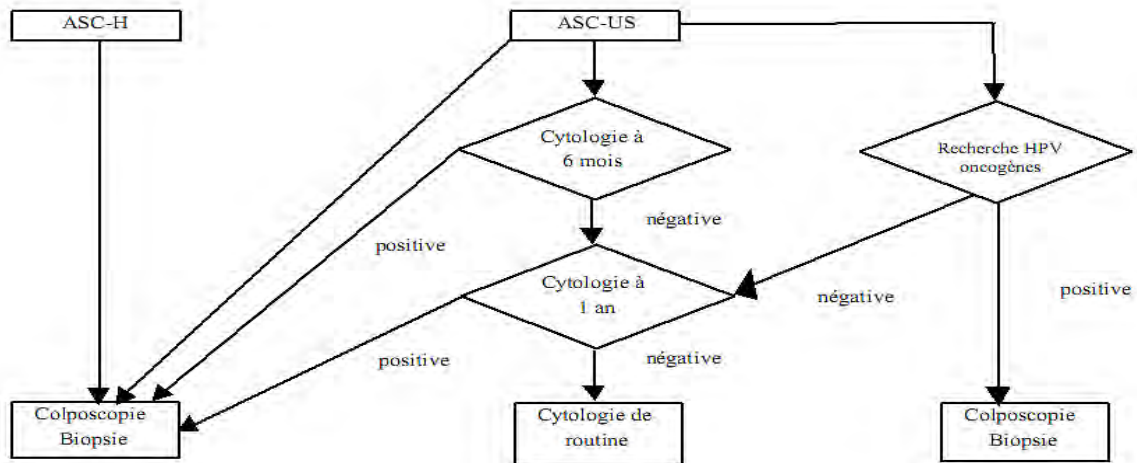 ASC-H
ASC-US
Cytologie à
6 mois
Recherche HPV
oncogènes
négative
positive
Cytologie à
1 an
négative
positive
positive
négative
Colposcopie
Biopsie
Cytologie de
routine
Colposcopie
Biopsie